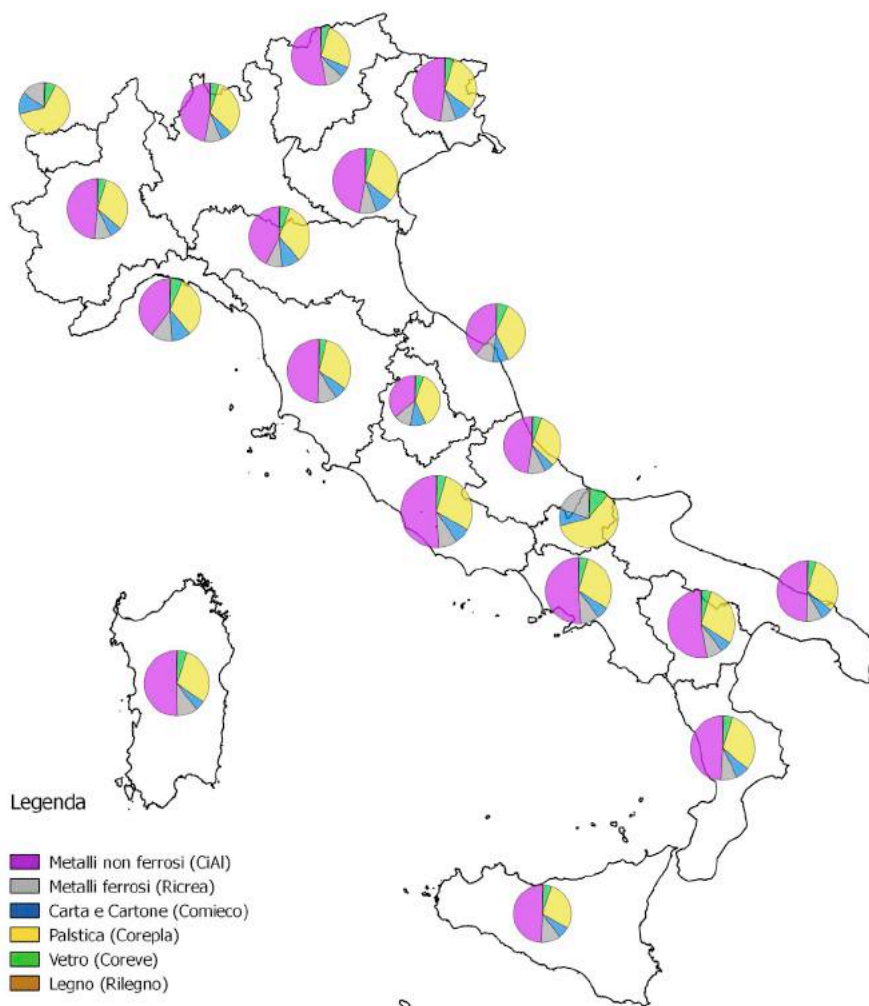 Legenda
Metalli non ferrosi (CiAl)
Metalli ferrosi (Ricrea)
Carta e Cartone (Comieco)
Palstica (Corepla)
Vetro (Coreve)
Legno (Rilegno)